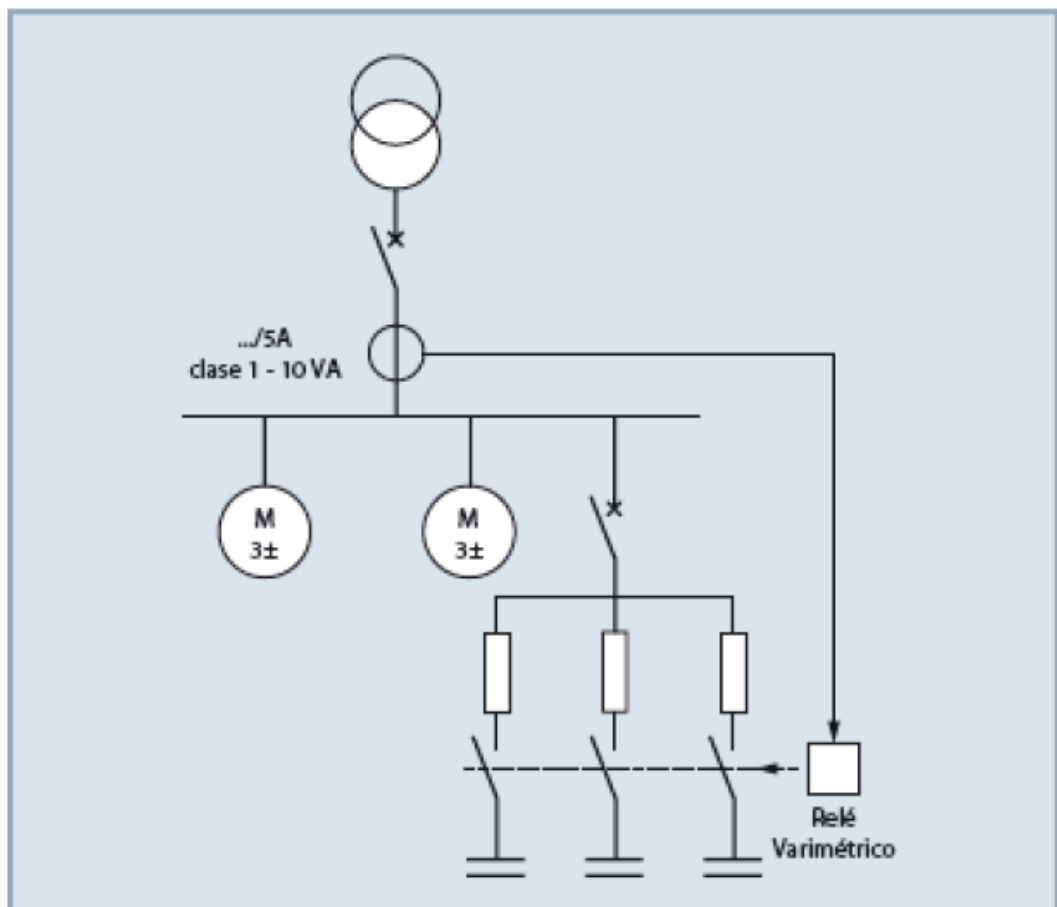 .../5A
clase 1 - 10 VA
M
3±
M
3±
Relé
Varimétrico